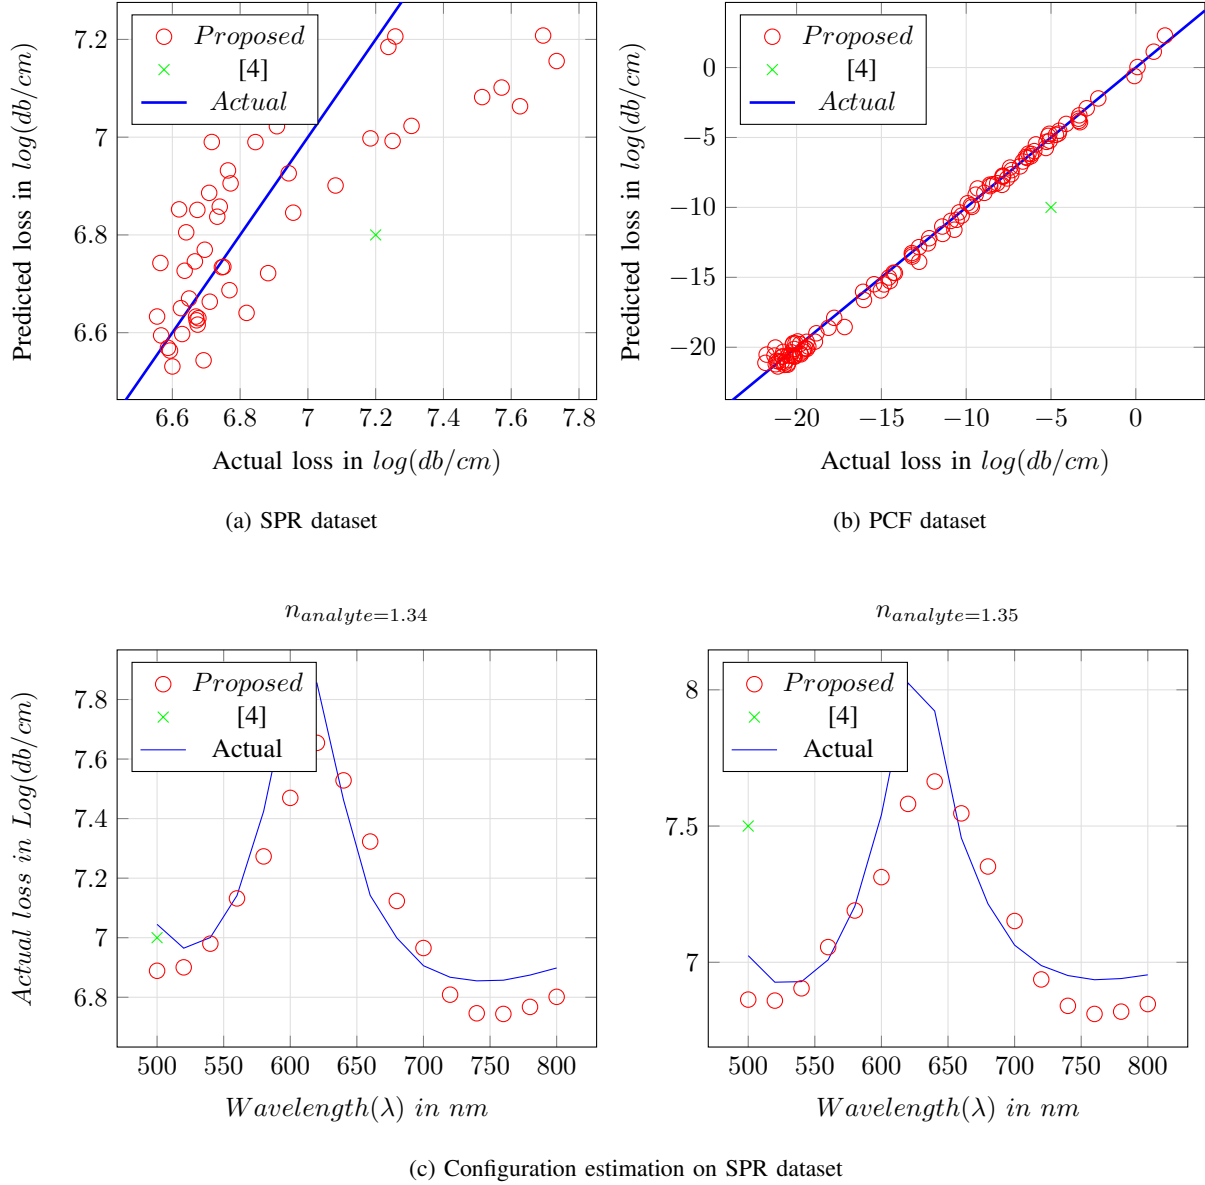 Proposed
[4]
Actual
7.2
7
6.8
6.6
6.6 6.8 7 7.2 7.4 7.6 7.8
Predicted loss in log(db/cm)
Actual loss in log(db/cm)
(a) SPR dataset
Proposed
[4]
Actual
0
−5
−10
−15
−20
−20 −15 −10 −5 0
Predicted loss in log(db/cm)
Actual loss in log(db/cm)
(b) PCF dataset
n_{analyte=1.34}
Proposed
[4]
Actual
7.8
7.6
7.4
7.2
7
6.8
500 550 600 650 700 750 800
Actual loss in Log(db/cm)
Wavelength(λ) in nm
n_{analyte=1.35}
Proposed
[4]
Actual
8
7.5
7
500 550 600 650 700 750 800
Wavelength(λ) in nm
(c) Configuration estimation on SPR dataset